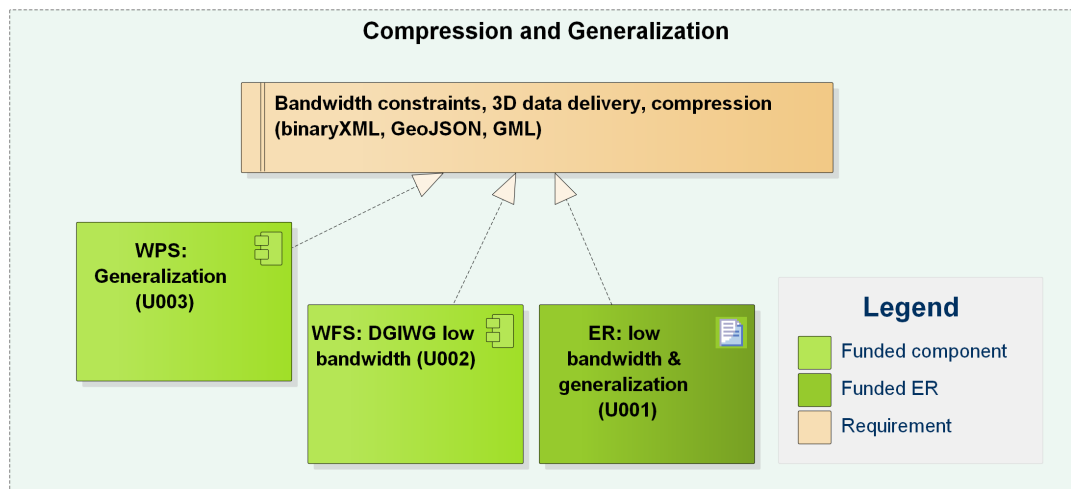 Compression and Generalization
Bandwidth constraints, 3D data delivery, compression
(binaryXML, GeoJSON, GML)
WPS:
Generalization
(U003)
WFS: DGIWG low
bandwidth (U002)
ER: low
bandwidth &
generalization
(U001)
Legend
Funded component
Funded ER
Requirement